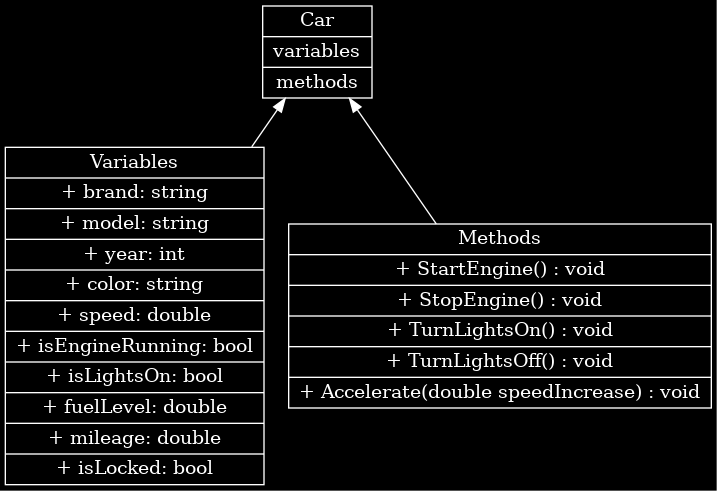 Car
variables
methods
Variables
+ brand: string
+ model: string
+ year: int
+ color: string
+ speed: double
+ isEngineRunning: bool
+ isLightsOn: bool
+ fuelLevel: double
+ mileage: double
+ isLocked: bool
Methods
+ StartEngine() : void
+ StopEngine() : void
+ TurnLightsOn() : void
+ TurnLightsOff() : void
+ Accelerate(double speedIncrease) : void